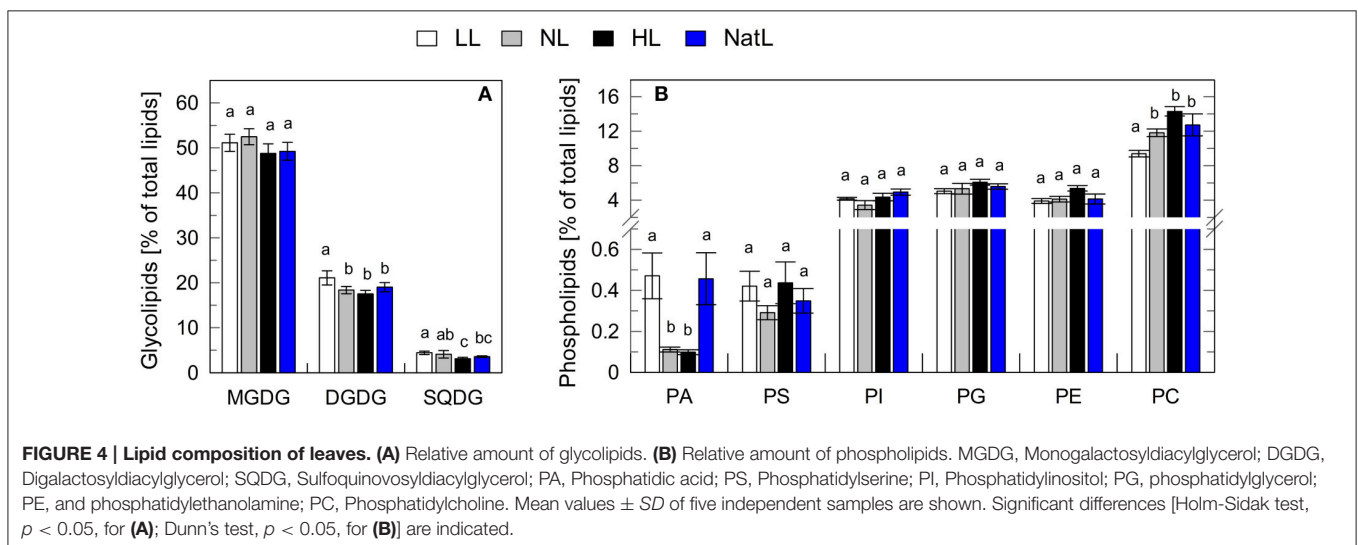 LL NL HL NatL
A
Glycolipids [% of total lipids]
60
50
40
30
20
10
0
a a a a
a b b b
a ab c bc
MGDG DGDG SQDG
B
Phospholipids [% of total lipids]
16
12
8
4
0.6
0.4
0.2
0
a b b a
a a a a
a a a a
a a a a
a a a a
a b b b
PA PS PI PG PE PC
FIGURE 4 | Lipid composition of leaves. (A) Relative amount of glycolipids. (B) Relative amount of phospholipids. MGDG, Monogalactosyldiacylglycerol; DGDG,
Digalactosyldiacylglycerol; SQDG, Sulfoquinovosyldiacylglycerol; PA, Phosphatidic acid; PS, Phosphatidylserine; PI, Phosphatidylinositol; PG, phosphatidylglycerol;
PE, and phosphatidylethanolamine; PC, Phosphatidylcholine. Mean values ± SD of five independent samples are shown. Significant differences [Holm-Sidak test,
p < 0.05, for (A); Dunn's test, p < 0.05, for (B)] are indicated.